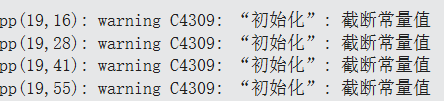 pp(19,16): warning C4309: “初始化”: 截断常量值
pp(19,28): warning C4309: “初始化”: 截断常量值
pp(19,41): warning C4309: “初始化”: 截断常量值
pp(19,55): warning C4309: “初始化”: 截断常量值